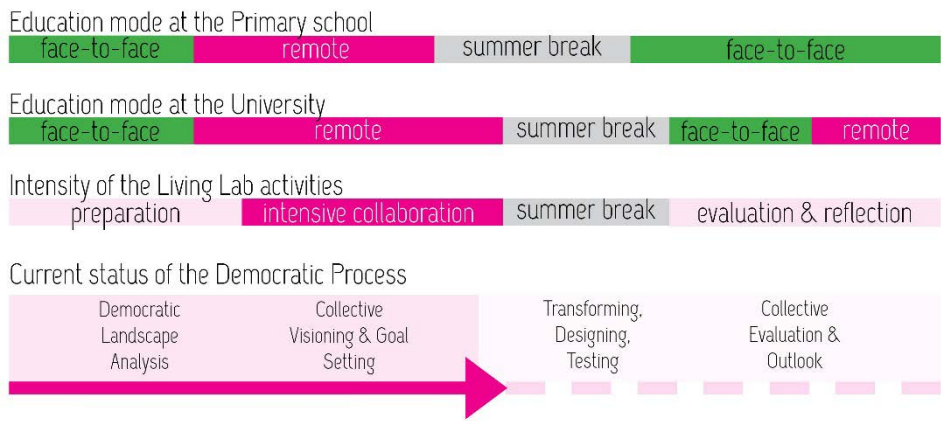 Education mode at the Primary school
face-to-face remote summer break face-to-face
Education mode at the University
face-to-face remote summer break face-to-face remote
Intensity of the Living Lab activities
preparation intensive collaboration summer break evaluation & reflection
Current status of the Democratic Process
Democratic
Landscape
Analysis
Collective
Visioning & Goal
Setting
Transforming,
Designing,
Testing
Collective
Evaluation &
Outlook